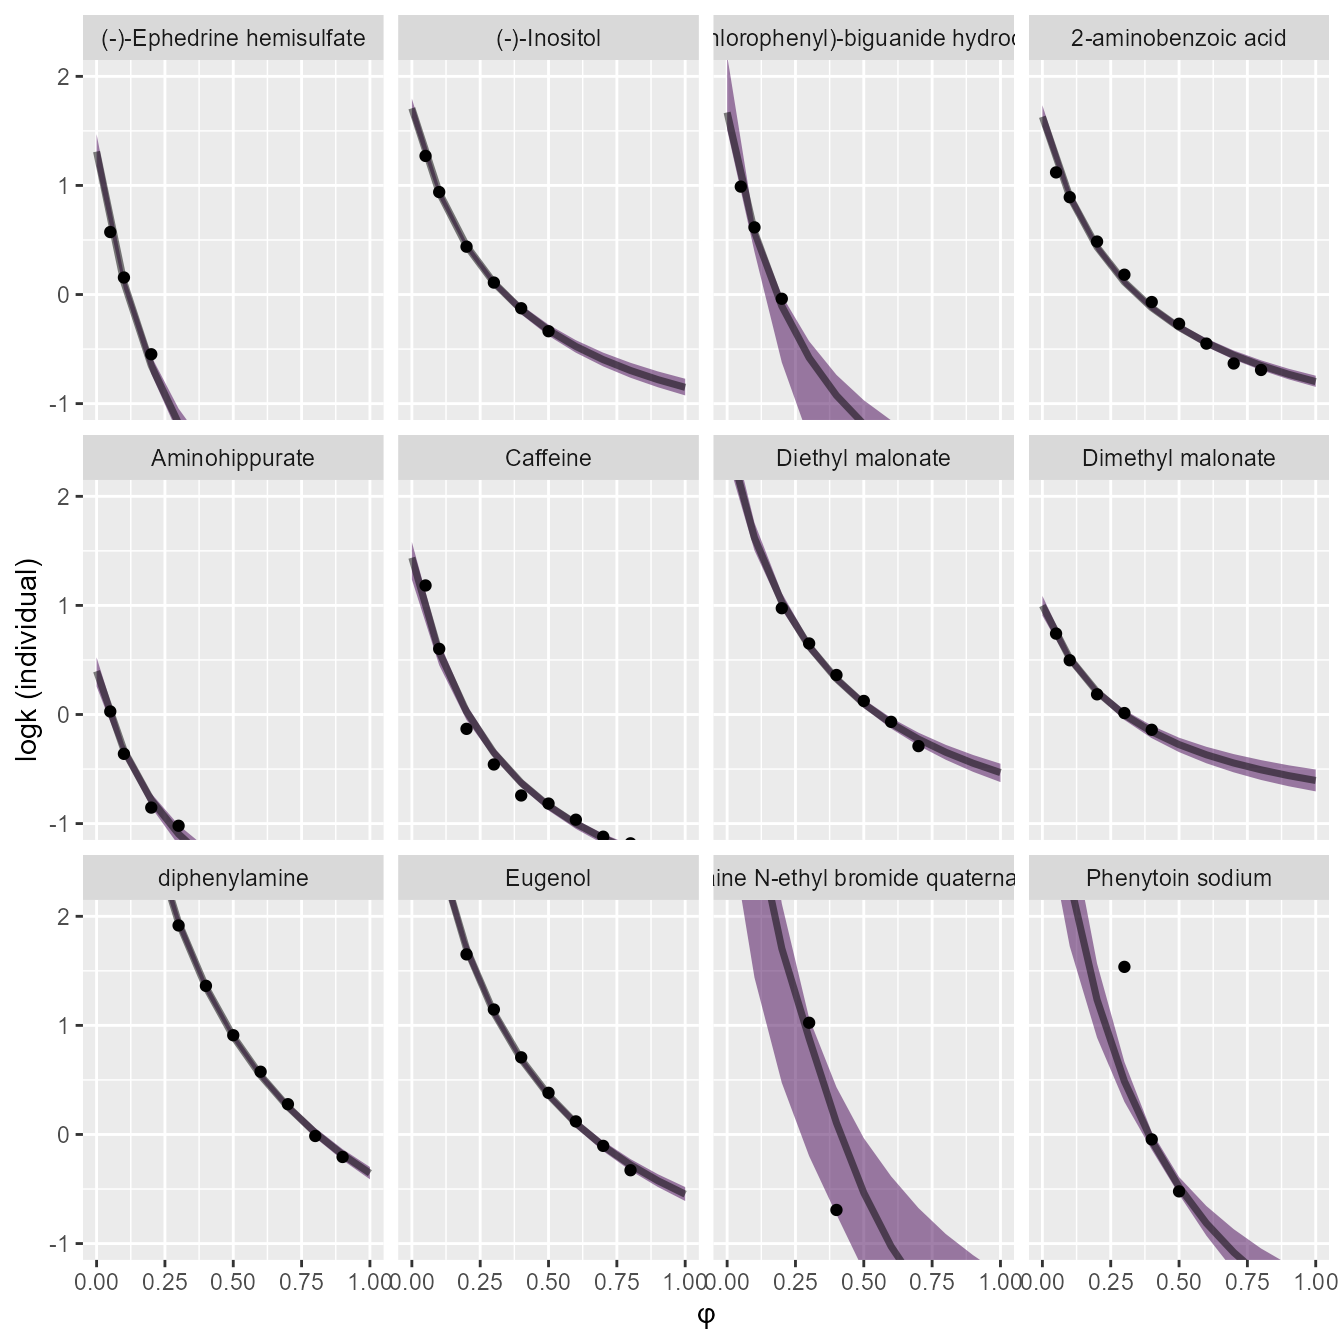 (-)-Ephedrine hemisulfate (-)-Inositol hlorophenyl)-biguanide hydroc 2-aminobenzoic acid
2
1
0
-1
Aminohippurate Caffeine Diethyl malonate Dimethyl malonate
2
1
0
-1
logk (individual)
diphenylamine Eugenol ine N-ethyl bromide quaterna Phenytoin sodium
2
1
0
-1
0.00 0.25 0.50 0.75 1.00 0.00 0.25 0.50 0.75 1.00 0.00 0.25 0.50 0.75 1.00 0.00 0.25 0.50 0.75 1.00
φ